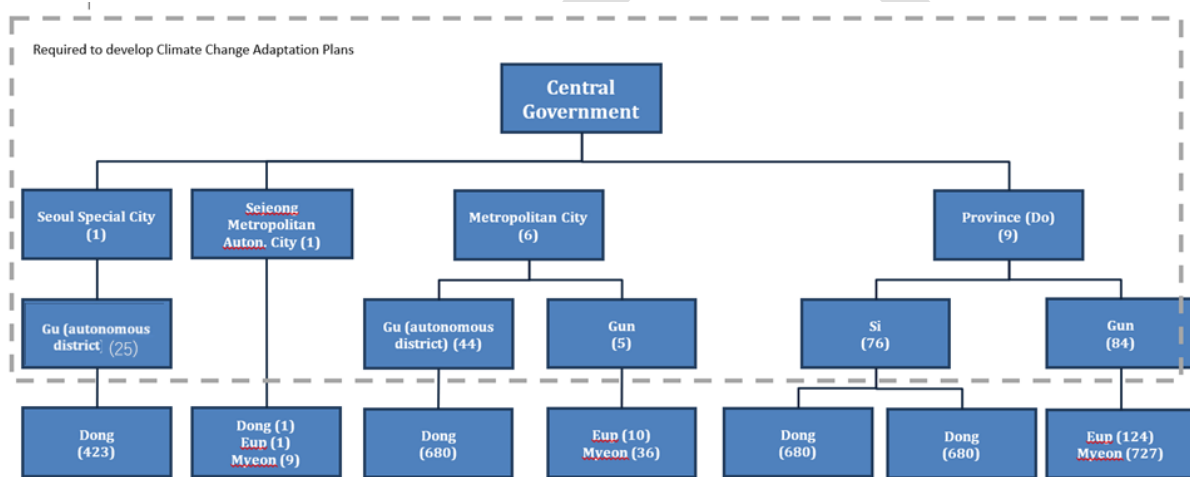 Required to develop Climate Change Adaptation Plans
Central
Government
Seoul Special City
(1)
Sejeong
Metropolitan
Auton. City (1)
Metropolitan City
(6)
Province (Do)
(9)
Gu (autonomous
district) (25)
Gu (autonomous
district) (44)
Gun
(5)
Si
(76)
Gun
(84)
Dong
(423)
Dong (1)
Eup (1)
Myeon (9)
Dong
(680)
Eup (10)
Myeon (36)
Dong
(680)
Dong
(680)
Eup (124)
Myeon (727)